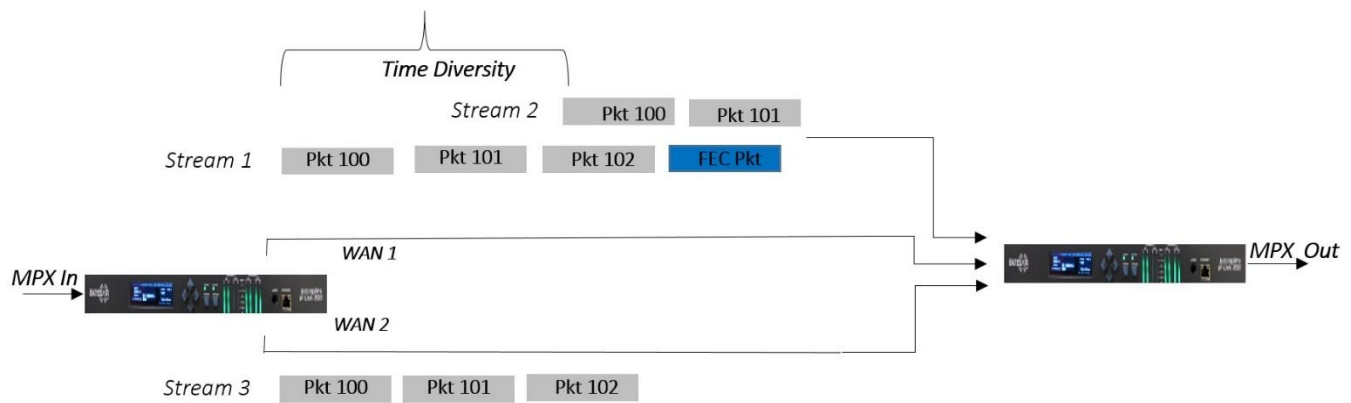 Time Diversity
Stream 2 Pkt 100 Pkt 101
Stream 1 Pkt 100 Pkt 101 Pkt 102 FEC Pkt
WAN 1
MPX In
MPX Out
WAN 2
Stream 3 Pkt 100 Pkt 101 Pkt 102